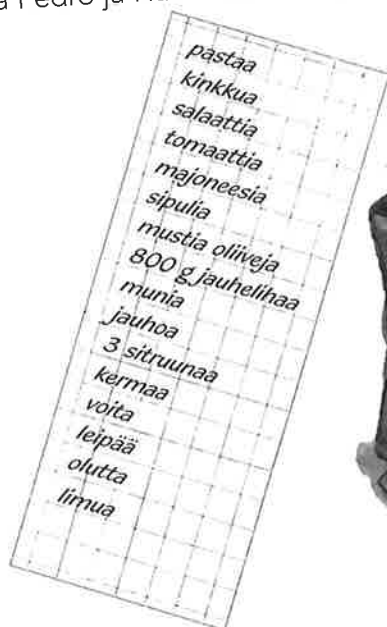 Pedro ja
pastaa
kinkkua
salaattia
tomaattia
majoneesia
sipulia
mustia oliiveja
800 g jauhelihaa
munia
jauhoa
3 sitruunaa
kermaa
voita
leipää
olutta
limua